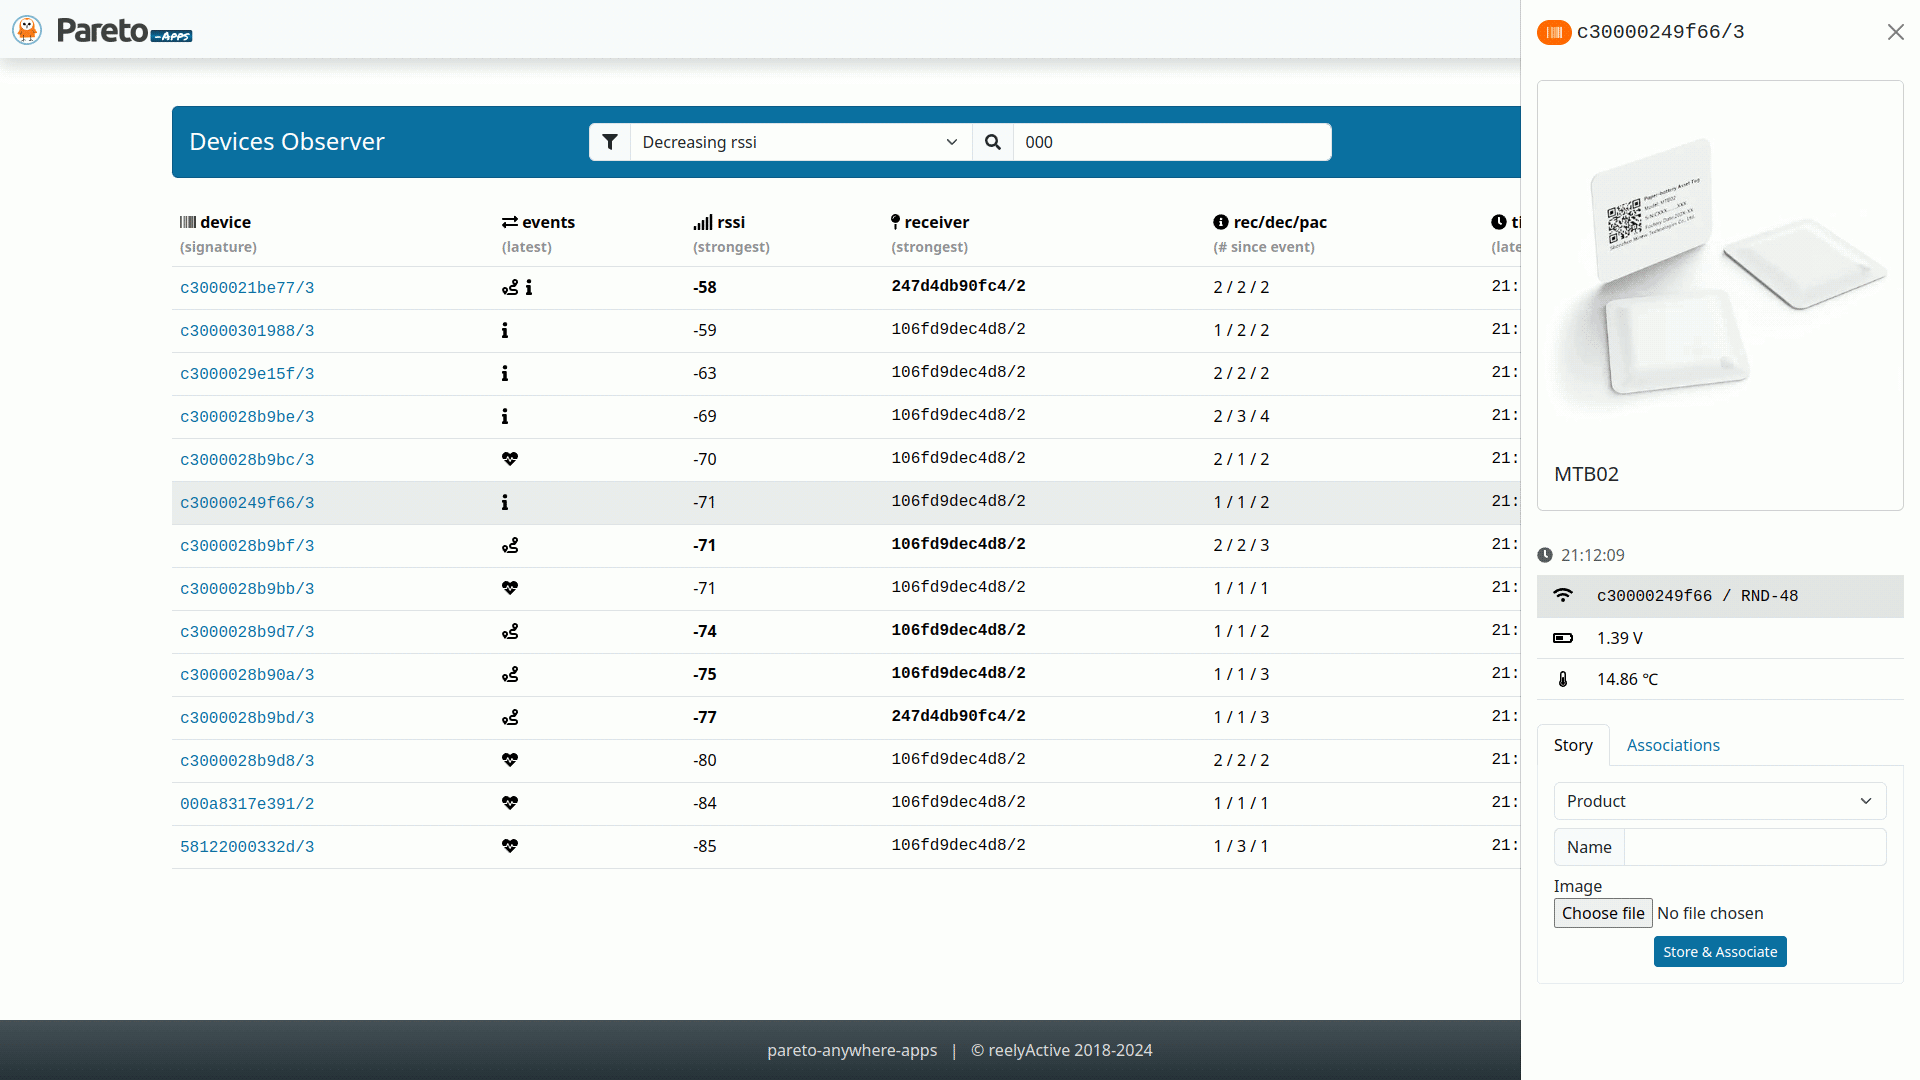 Pareto -Apps
Devices Observer
Decreasing rssi
000
device events rssi receiver rec/dec/pac ti
(signature) (latest) (strongest) (strongest) (# since event) (late
c3000021be77/3 -58 247d4db90fc4/2 2 / 2 / 2 21:
c30000301988/3 -59 106fd9dec4d8/2 1 / 2 / 2 21:
c3000029e15f/3 -63 106fd9dec4d8/2 2 / 2 / 2 21:
c3000028b9be/3 -69 106fd9dec4d8/2 2 / 3 / 4 21:
c3000028b9bc/3 -70 106fd9dec4d8/2 2 / 1 / 2 21:
c30000249f66/3 -71 106fd9dec4d8/2 1 / 1 / 2 21:
c3000028b9bf/3 -71 106fd9dec4d8/2 2 / 2 / 3 21:
c3000028b9bb/3 -71 106fd9dec4d8/2 1 / 1 / 1 21:
c3000028b9d7/3 -74 106fd9dec4d8/2 1 / 1 / 2 21:
c3000028b90a/3 -75 106fd9dec4d8/2 1 / 1 / 3 21:
c3000028b9bd/3 -77 247d4db90fc4/2 1 / 1 / 3 21:
c3000028b9d8/3 -80 106fd9dec4d8/2 2 / 2 / 2 21:
000a8317e391/2 -84 106fd9dec4d8/2 1 / 1 / 1 21:
58122000332d/3 -85 106fd9dec4d8/2 1 / 3 / 1 21:
pareto-anywhere-apps | © reelyActive 2018-2024
c30000249f66/3
Paper-battery Asset Tag
Model: MTB02
MTB02
21:12:09
c30000249f66 / RND-48
1.39 V
14.86 ℃
Story Associations
Product
Name
Image
Choose file No file chosen
Store & Associate